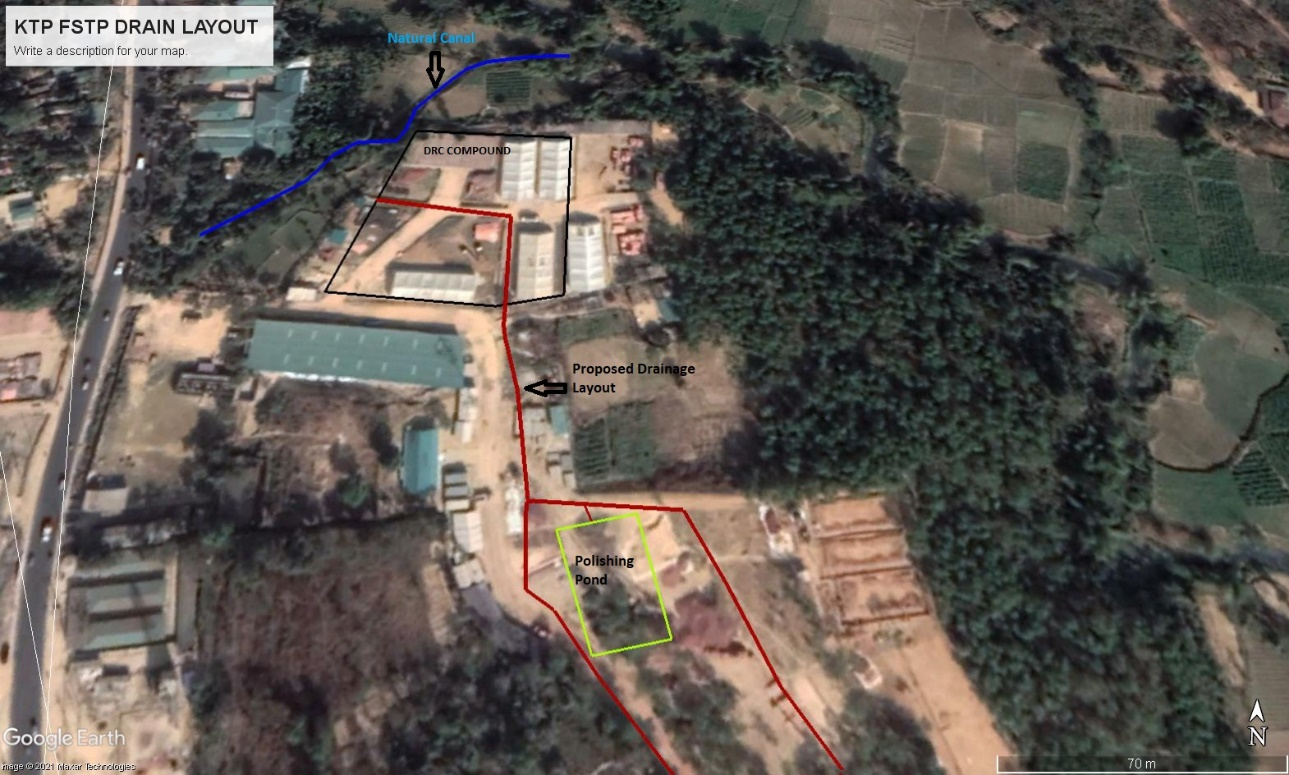 KTP FSTP DRAIN LAYOUT
Write a description for your map.
Natural Canal
DRC COMPOUND
Proposed Drainage
Layout
Polishing
Pond
Google Earth
mage © 2021 Maxar Technologies
N
70 m